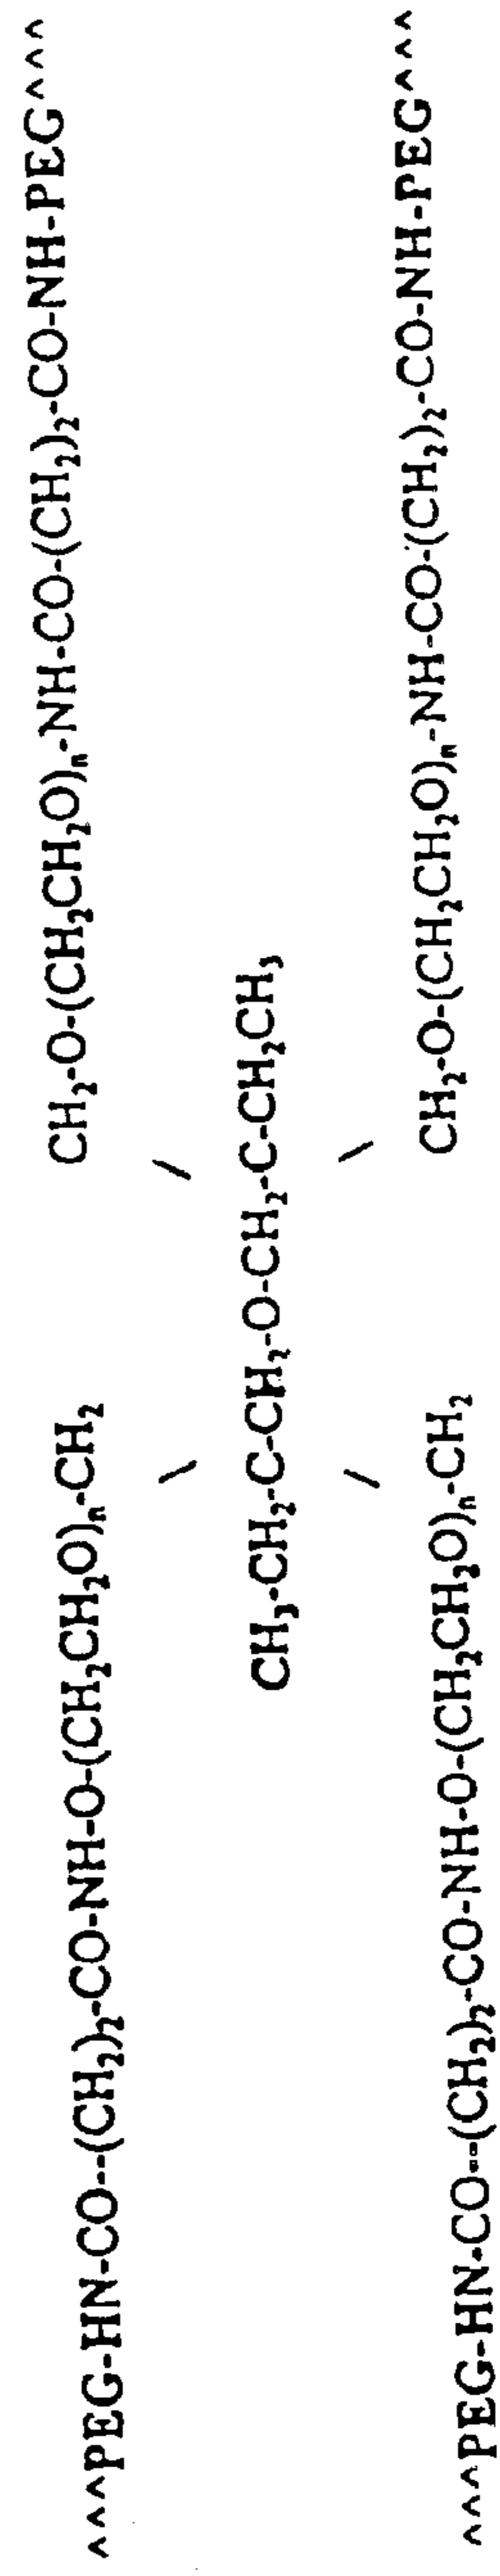 ^^^PEG-HN-CO--(CH₂)₂-CO-NH-O-(CH₂CH₂O)ₙ-CH₂ CH₂-O-(CH₂CH₂O)ₙ-NH-CO-(CH₂)₂-CO-NH-PEG^^^
\ /
CH₃-CH₂-C-CH₂-O-CH₂-C-CH₂CH₃
/ \
^^^PEG-HN-CO--(CH₂)₂-CO-NH-O-(CH₂CH₂O)ₙ-CH₂ CH₂-O-(CH₂CH₂O)ₙ-NH-CO-(CH₂)₂-CO-NH-PEG^^^